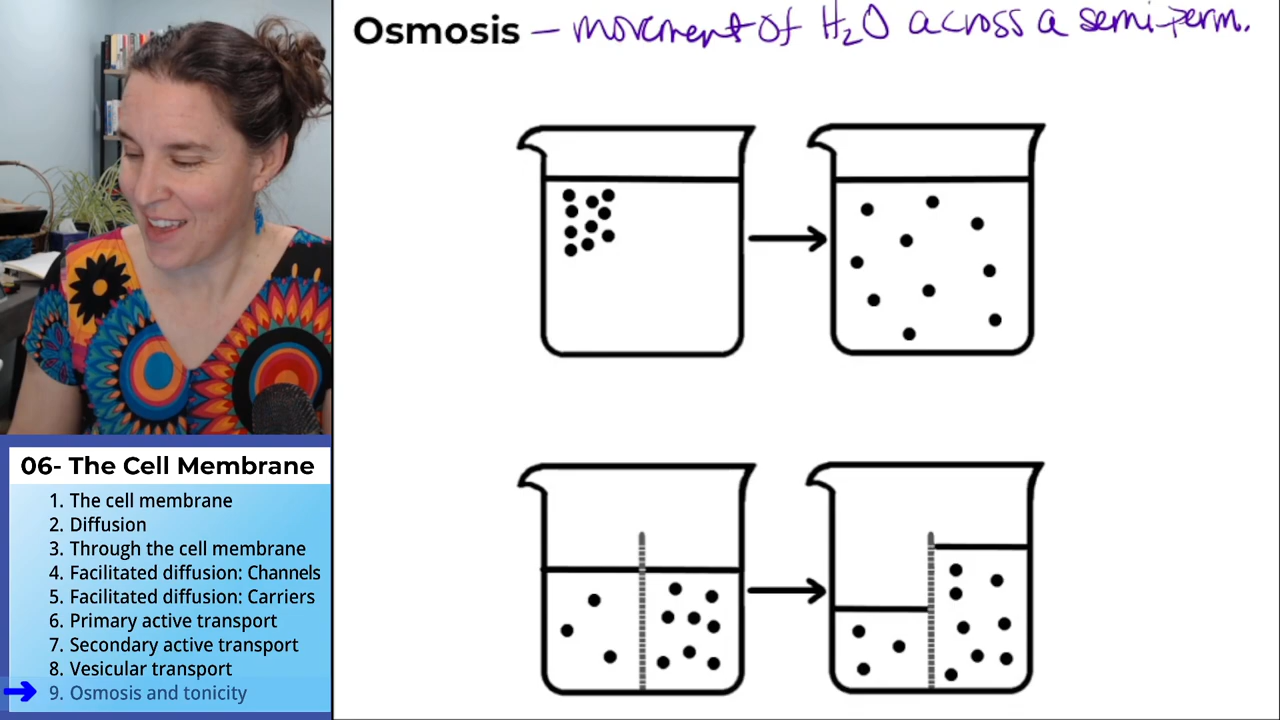 Osmosis – movement of H₂O across a semi-perm.
06- The Cell Membrane
1. The cell membrane
2. Diffusion
3. Through the cell membrane
4. Facilitated diffusion: Channels
5. Facilitated diffusion: Carriers
6. Primary active transport
7. Secondary active transport
8. Vesicular transport
9. Osmosis and tonicity